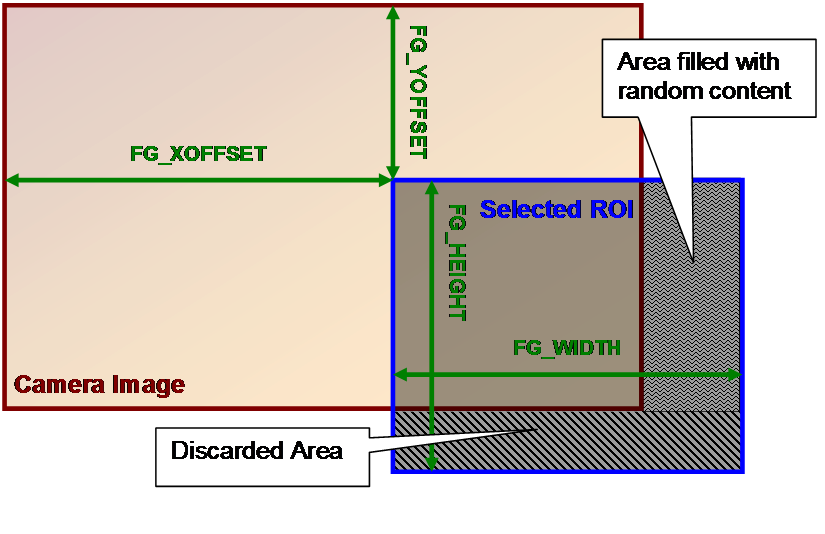 FG_YOFFSET
Area filled with
random content
FG_XOFFSET
Selected ROI
FG_HEIGHT
FG_WIDTH
Camera Image
Discarded Area